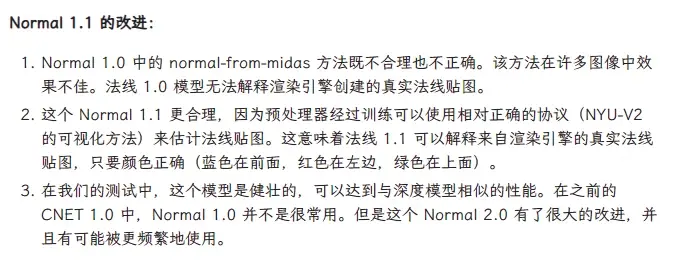 Normal 1.1 的改进：
1. Normal 1.0 中的 normal-from-midas 方法既不合理也不正确。该方法在许多图像中效
果不佳。法线 1.0 模型无法解释渲染引擎创建的真实法线贴图。
2. 这个 Normal 1.1 更合理，因为预处理器经过训练可以使用相对正确的协议（NYU-V2
的可视化方法）来估计法线贴图。这意味着法线 1.1 可以解释来自渲染引擎的真实法线
贴图，只要颜色正确（蓝色在前面，红色在左边，绿色在上面）。
3. 在我们的测试中，这个模型是健壮的，可以达到与深度模型相似的性能。在之前的
CNET 1.0 中，Normal 1.0 并不是很常用。但是这个 Normal 2.0 有了很大的改进，并
且有可能被更频繁地使用。